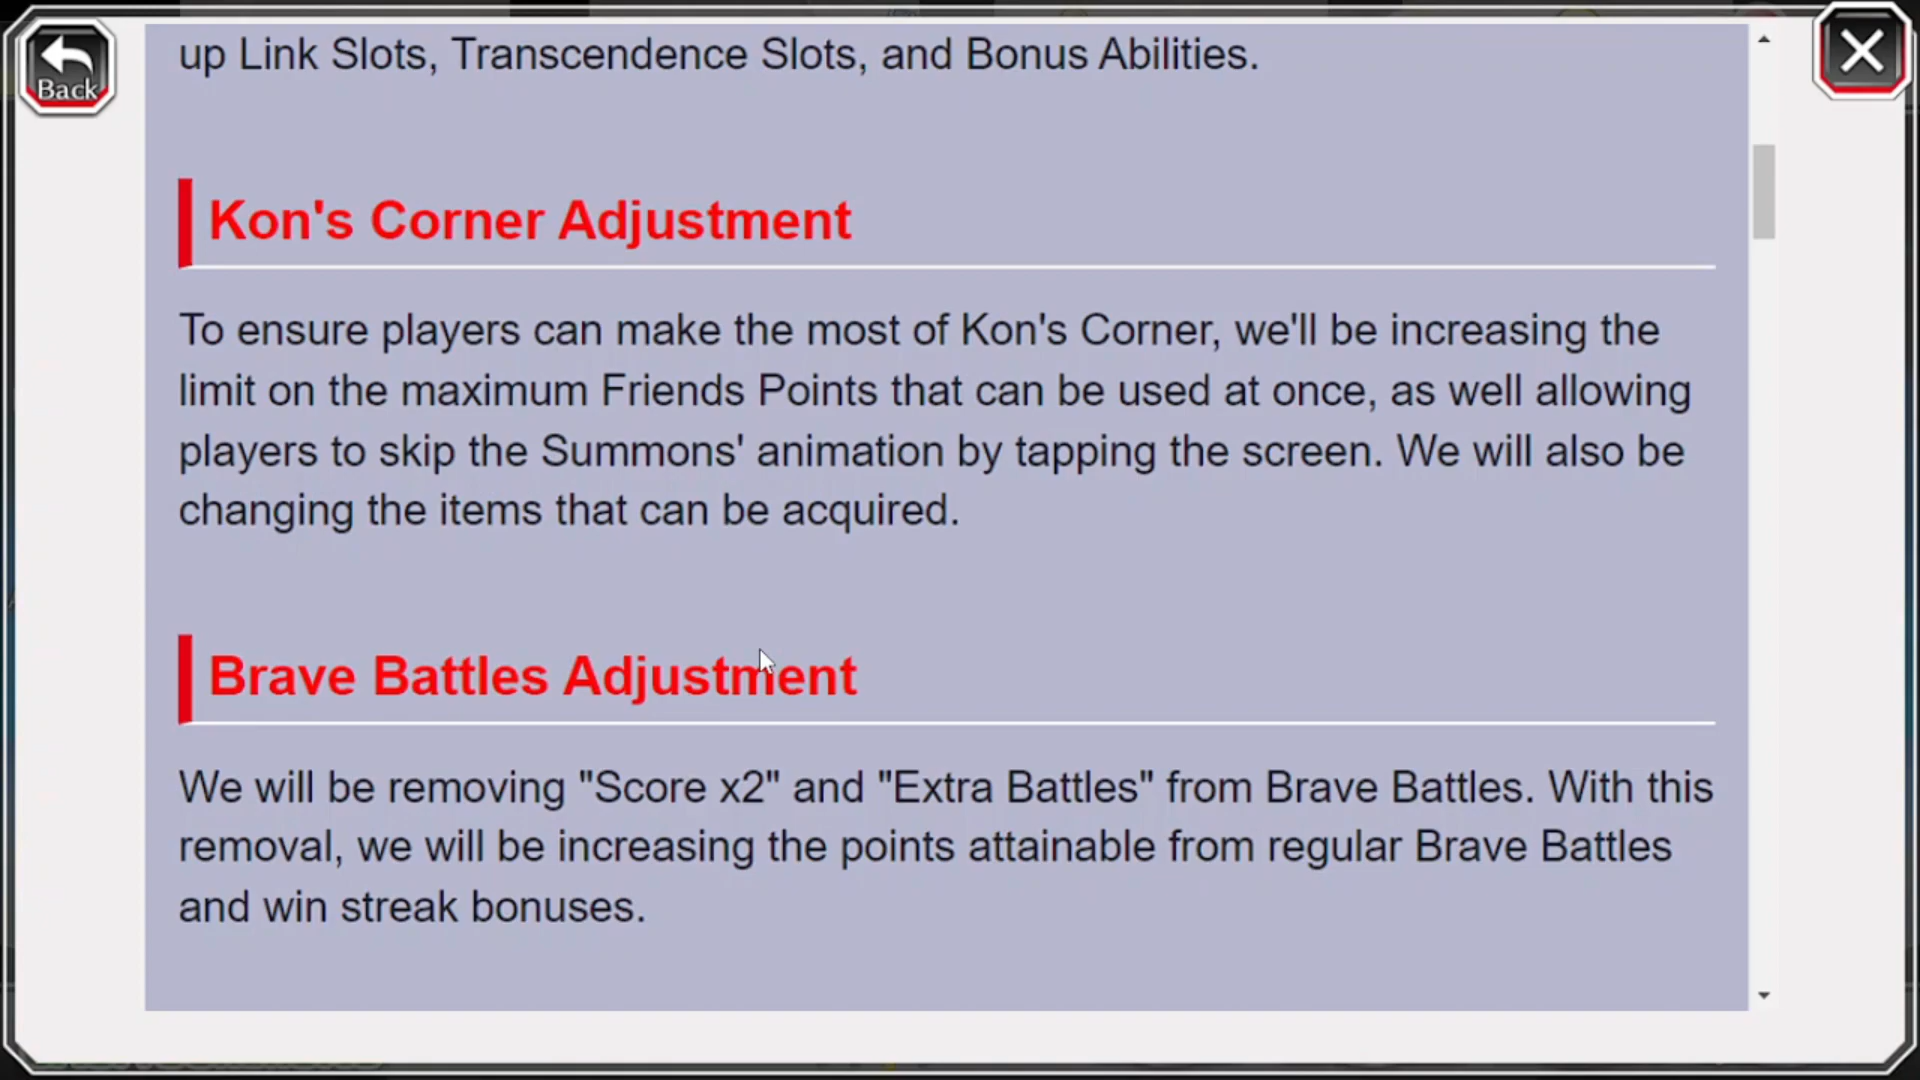 up Link Slots, Transcendence Slots, and Bonus Abilities.
Back
Kon's Corner Adjustment
To ensure players can make the most of Kon's Corner, we'll be increasing the
limit on the maximum Friends Points that can be used at once, as well allowing
players to skip the Summons' animation by tapping the screen. We will also be
changing the items that can be acquired.
Brave Battles Adjustment
We will be removing "Score x2" and "Extra Battles" from Brave Battles. With this
removal, we will be increasing the points attainable from regular Brave Battles
and win streak bonuses.